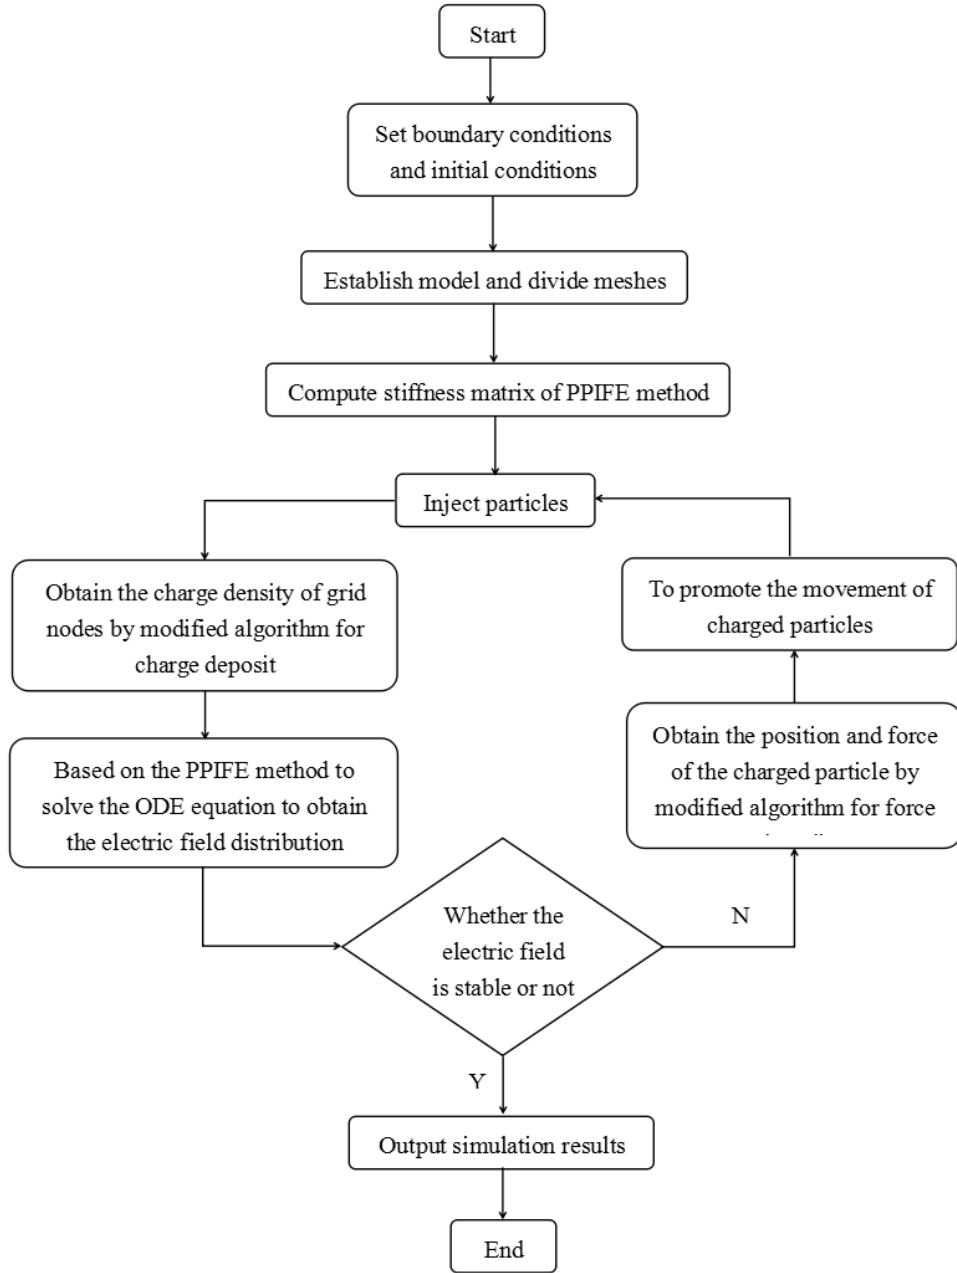 Start
Set boundary conditions
and initial conditions
Establish model and divide meshes
Compute stiffness matrix of PPIFE method
Inject particles
Obtain the charge density of grid
nodes by modified algorithm for
charge deposit
Based on the PPIFE method to
solve the ODE equation to obtain
the electric field distribution
Whether the
electric field
is stable or not
N
Obtain the position and force
of the charged particle by
modified algorithm for force
To promote the movement of
charged particles
Y
Output simulation results
End